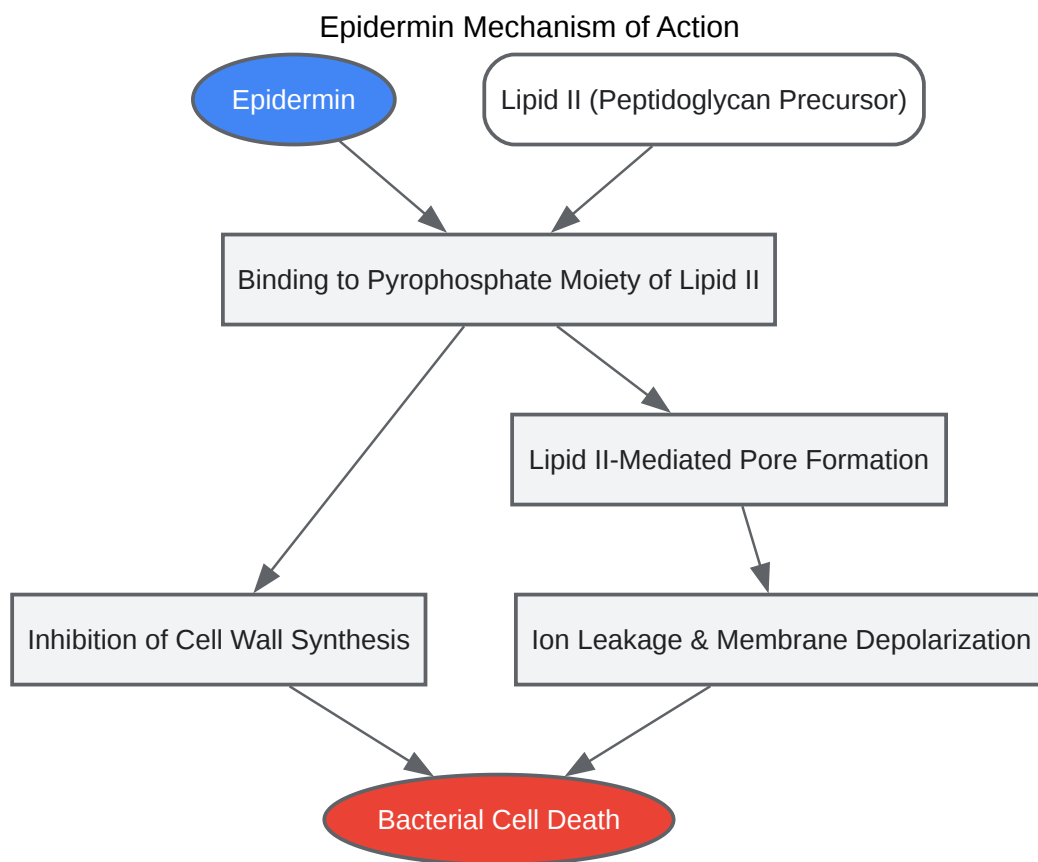 Epidermin Mechanism of Action
Epidermin
Lipid II (Peptidoglycan Precursor)
Binding to Pyrophosphate Moiety of Lipid II
Lipid II-Mediated Pore Formation
Inhibition of Cell Wall Synthesis
Ion Leakage & Membrane Depolarization
Bacterial Cell Death